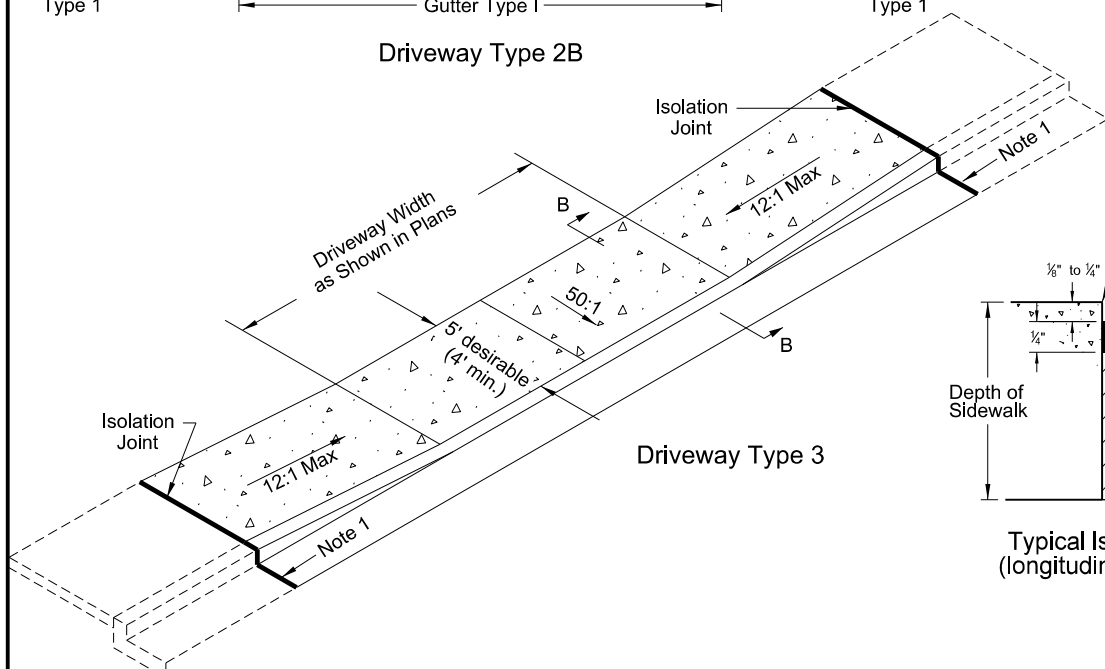 Type 1
Gutter Type I
Type 1
Driveway Type 2B
Isolation
Joint
Note 1
12:1 Max
B
Driveway Width
as Shown in Plans
50:1
B
5' desirable
(4' min.)
⅛" to ¼"
¼"
Depth of
Sidewalk
Isolation
Joint
12:1 Max
Driveway Type 3
Note 1
Typical Is
(longitudin